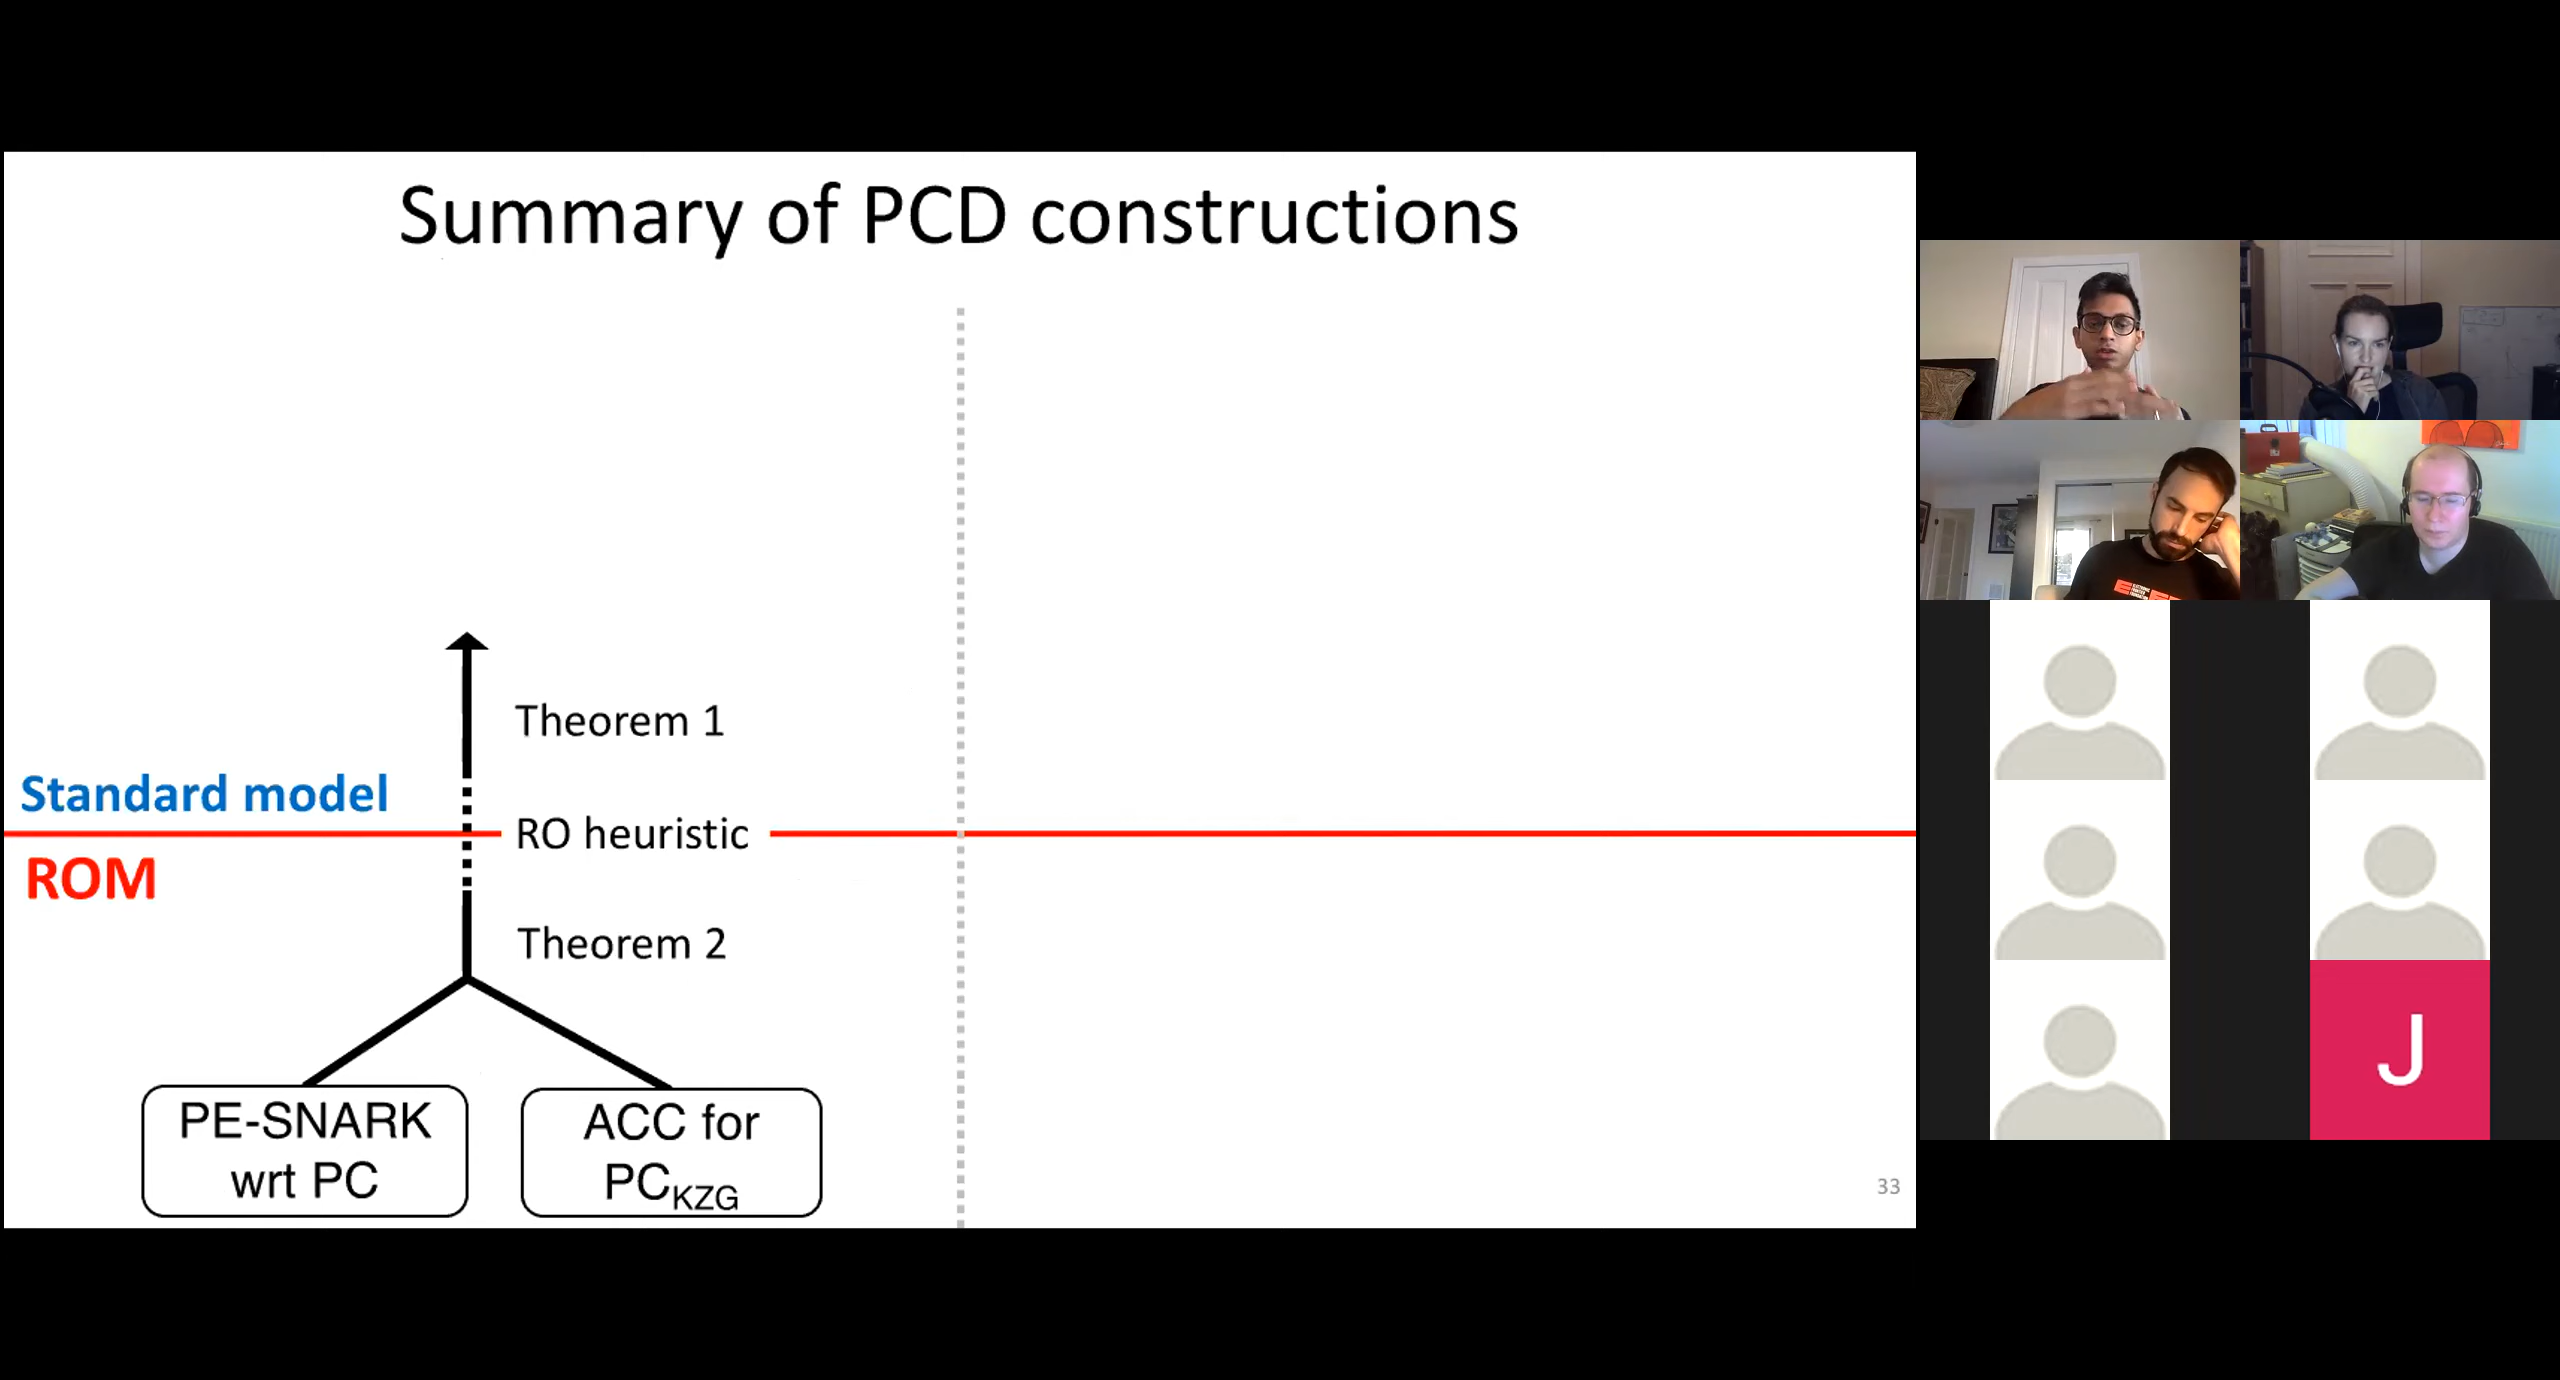 Summary of PCD constructions
Theorem 1
Standard model
RO heuristic
ROM
Theorem 2
PE-SNARK
wrt PC
ACC for
PCKZG
33
J